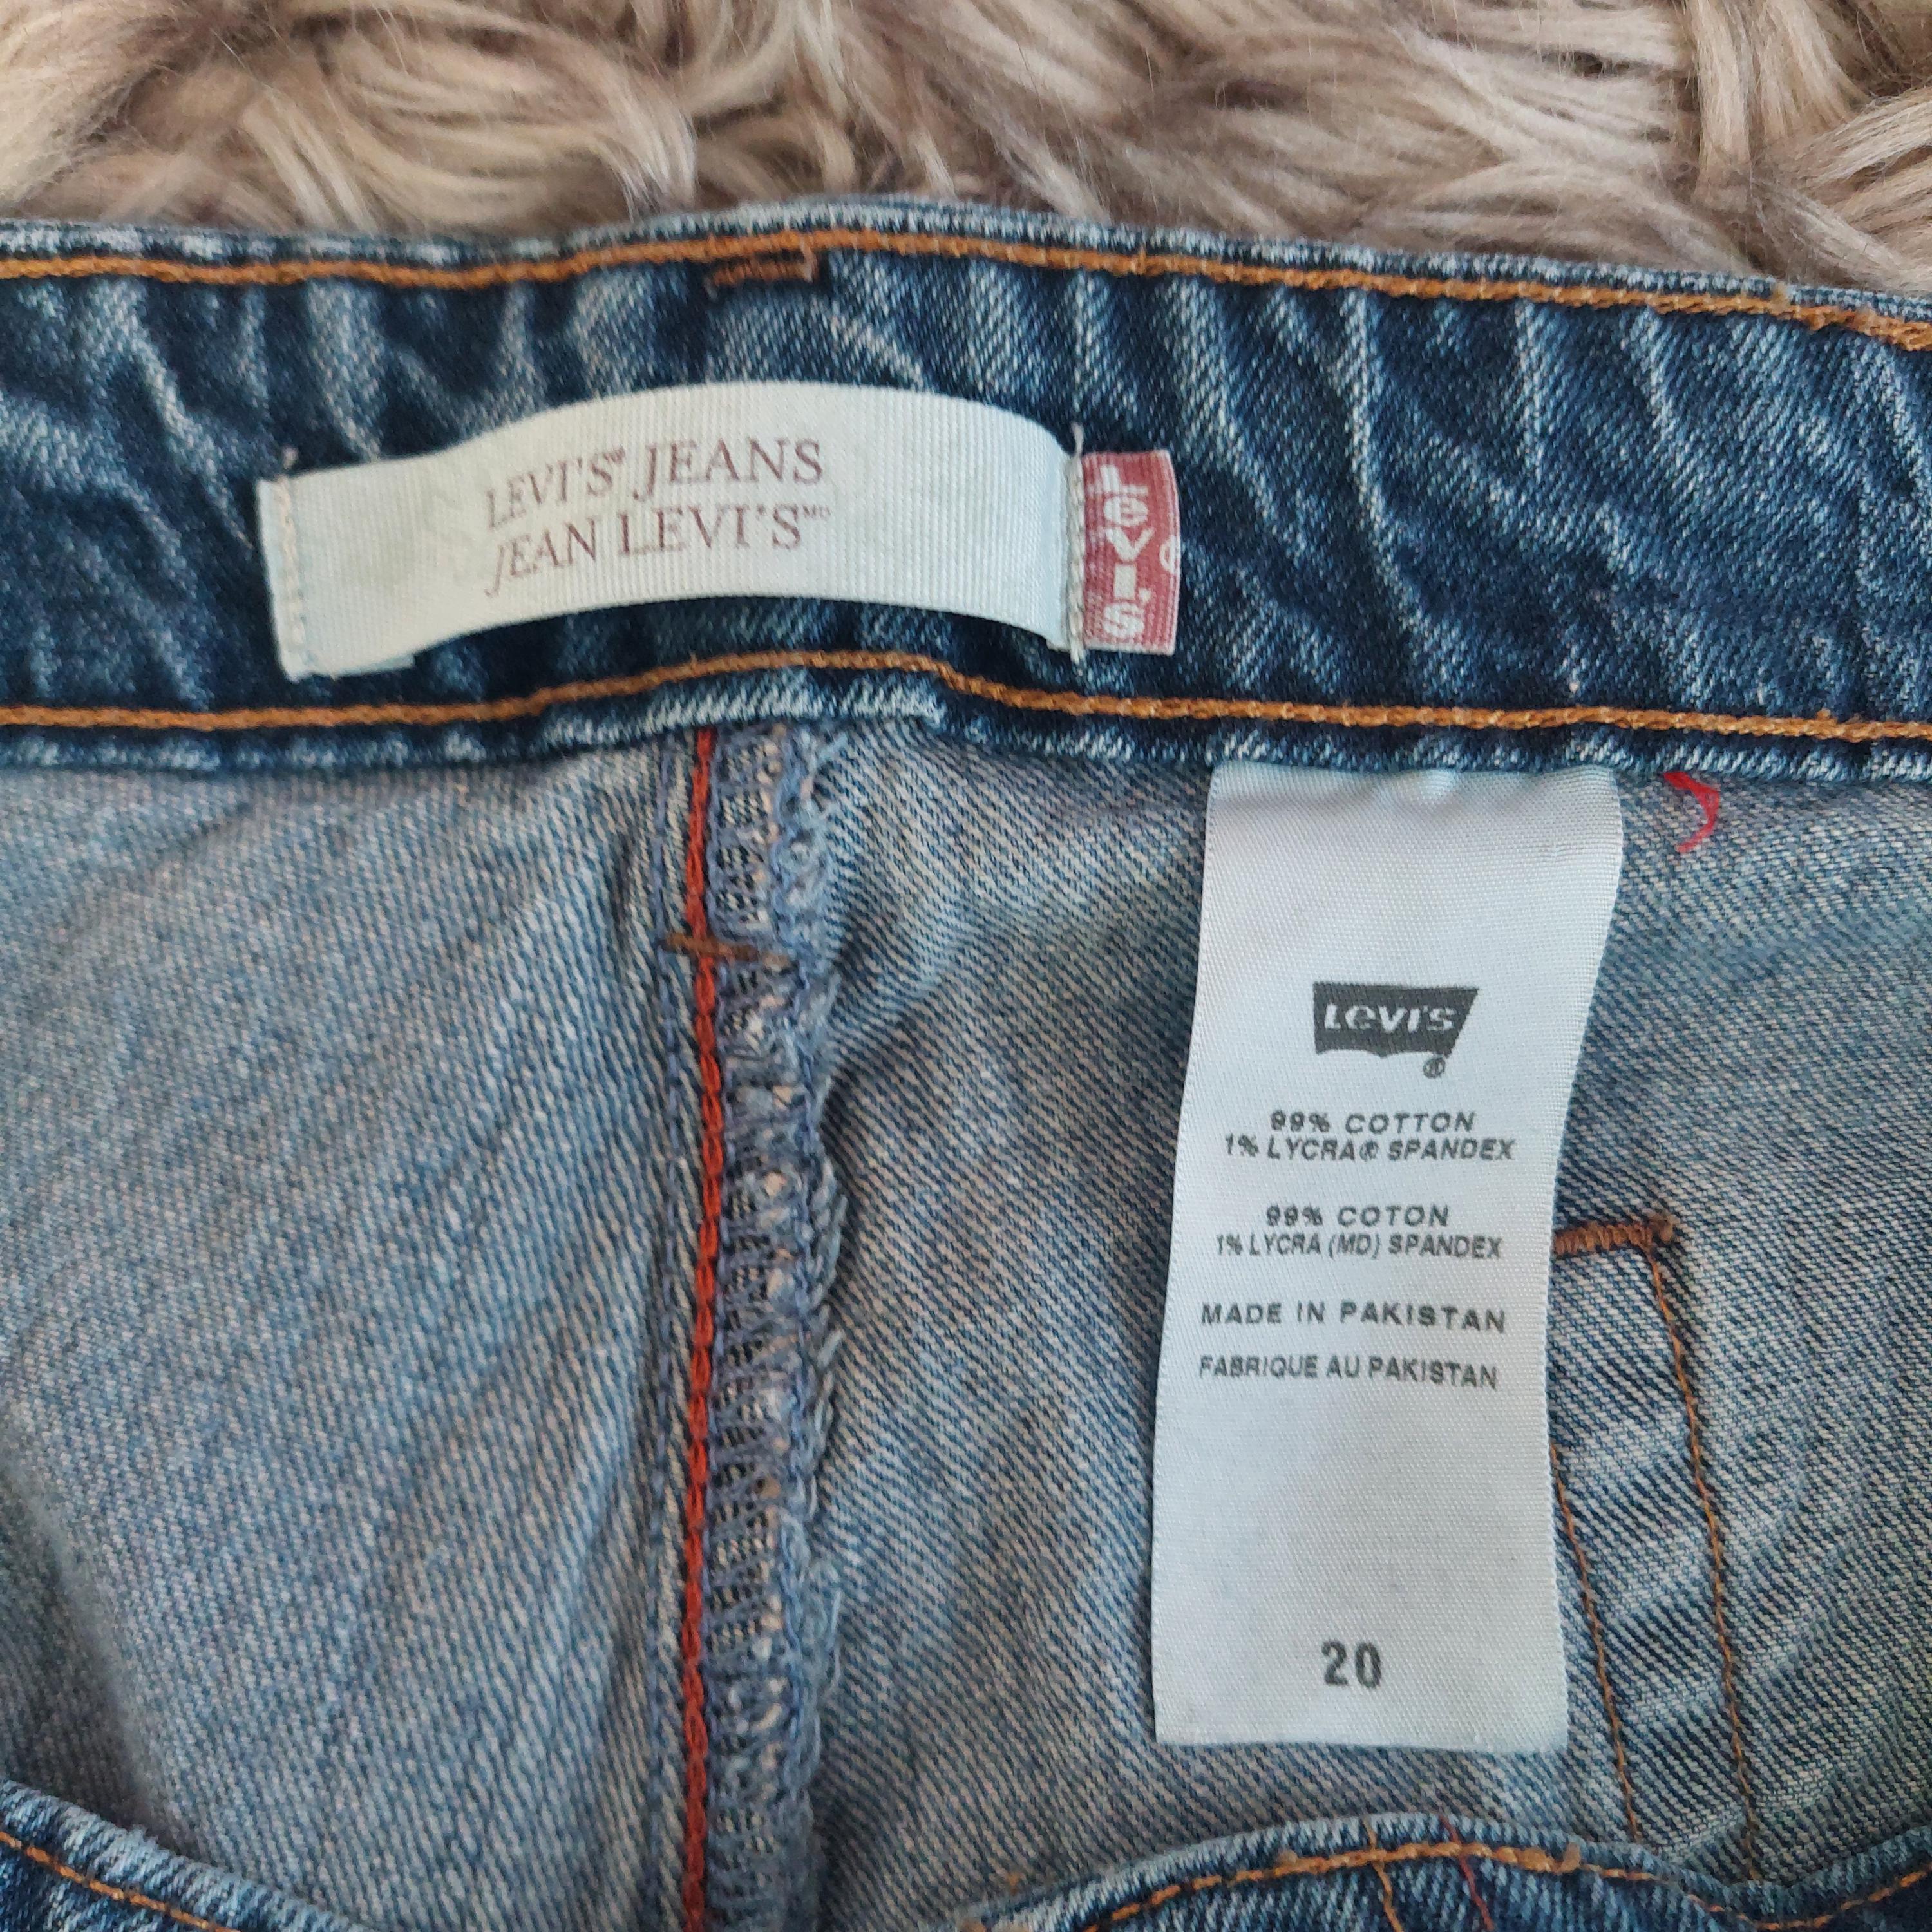 LEVI'S® JEANS
JEAN LEVI'S MD
LEVI'S
LEVI'S
®
99% COTTON
1% LYCRA® SPANDEX
99% COTON
1% LYCRA (MD) SPANDEX
MADE IN PAKISTAN
FABRIQUE AU PAKISTAN
20